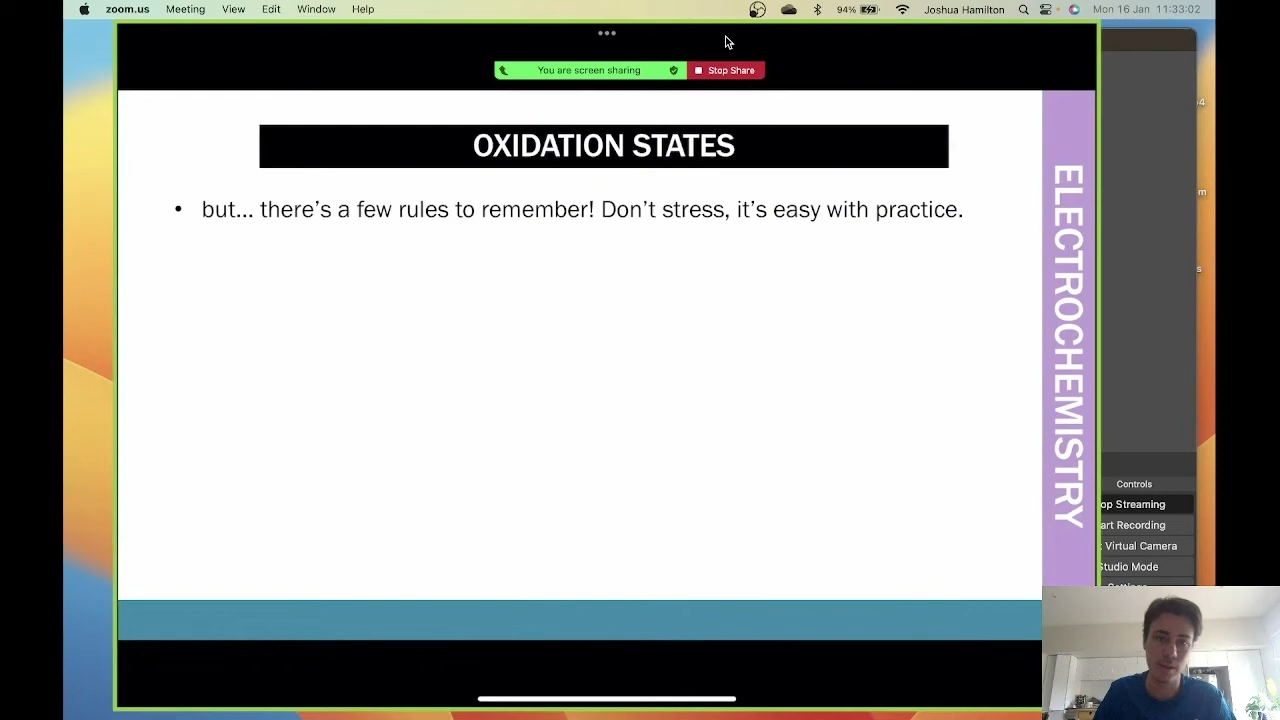 zoom.us Meeting View Edit Window Help 94% Joshua Hamilton Mon 16 Jan 11:33:02
You are screen sharing Stop Share
OXIDATION STATES
• but... there's a few rules to remember! Don't stress, it's easy with practice.
ELECTROCHEMISTRY
Controls
op Streaming
art Recording
Virtual Camera
Studio Mode